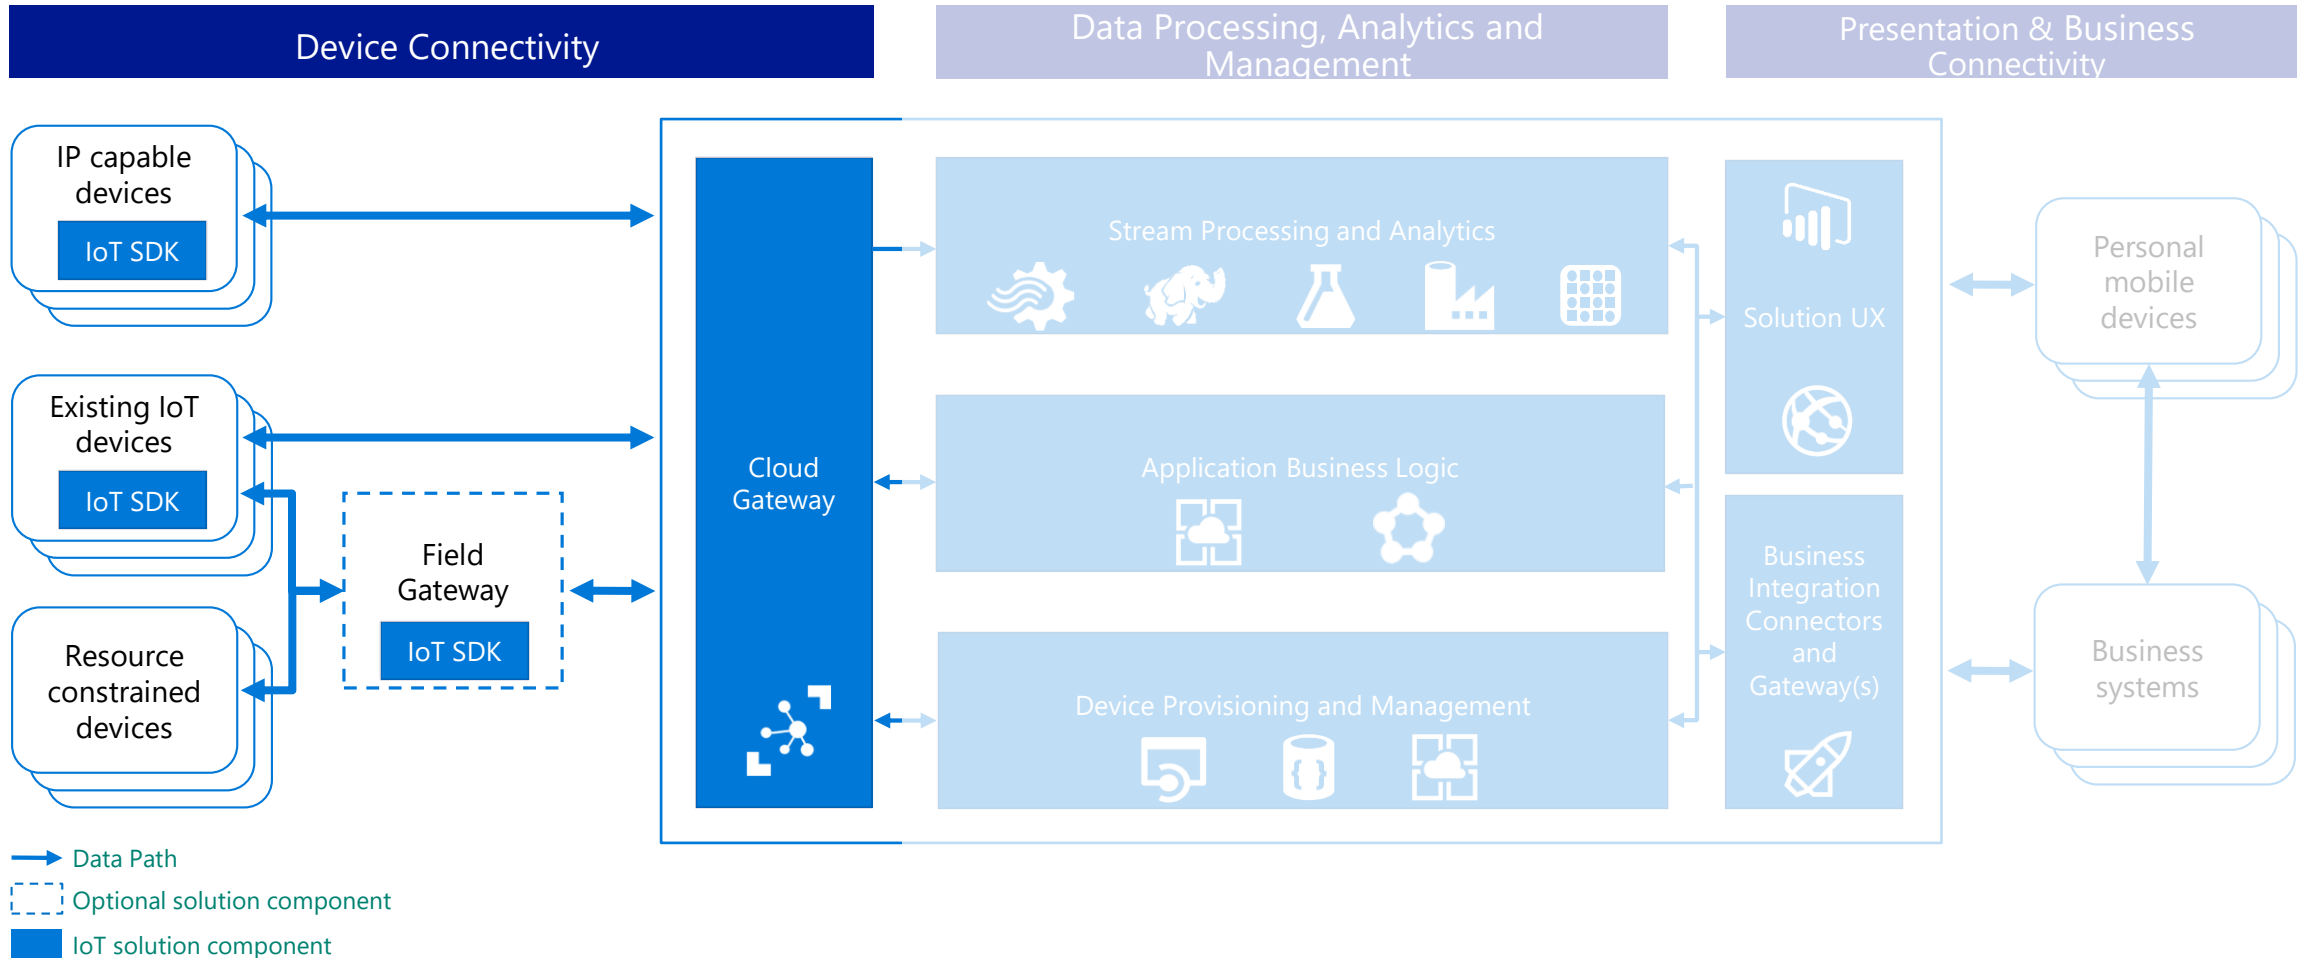 Device Connectivity
Data Processing, Analytics and
Management
Presentation & Business
Connectivity
IP capable
devices
IoT SDK
Existing IoT
devices
IoT SDK
Resource
constrained
devices
Field
Gateway
IoT SDK
Cloud
Gateway
Stream Processing and Analytics
Application Business Logic
Device Provisioning and Management
{ }
Solution UX
Business
Integration
Connectors
and
Gateway(s)
Personal
mobile
devices
Business
systems
Data Path
Optional solution component
IoT solution component